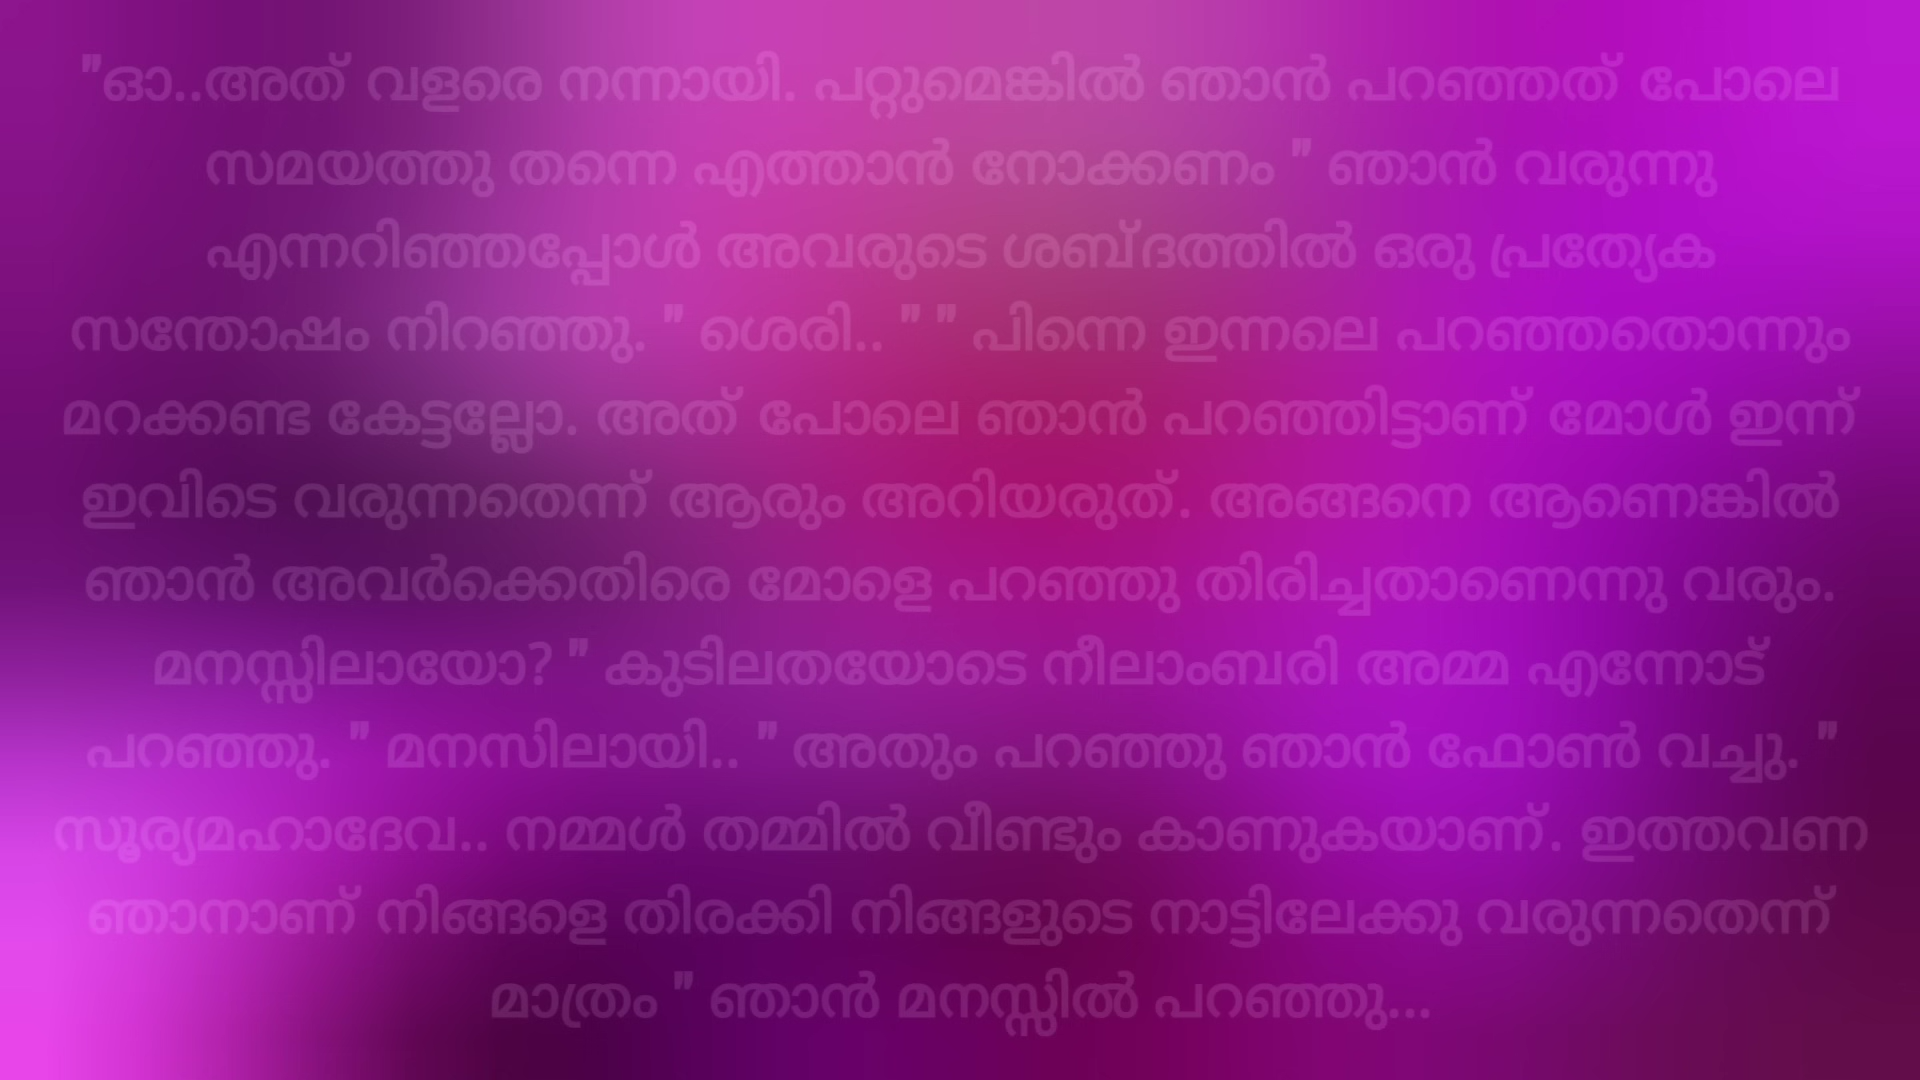 "ഓ..അത് വളരെ നന്നായി. പറ്റുമെങ്കിൽ ഞാൻ പറഞ്ഞത് പോലെ
സമയത്തു തന്നെ എത്താൻ നോക്കണം " ഞാൻ വരുന്നു
എന്നറിഞ്ഞപ്പോൾ അവരുടെ ശബ്ദത്തിൽ ഒരു പ്രത്യേക
സന്തോഷം നിറഞ്ഞു. " ശെരി.. " " പിന്നെ ഇന്നലെ പറഞ്ഞതൊന്നും
മറക്കണ്ട കേട്ടല്ലോ. അത് പോലെ ഞാൻ പറഞ്ഞിട്ടാണ് മോൾ ഇന്ന്
ഇവിടെ വരുന്നതെന്ന് ആരും അറിയരുത്. അങ്ങനെ ആണെങ്കിൽ
ഞാൻ അവർക്കെതിരെ മോളെ പറഞ്ഞു തിരിച്ചതാണെന്നു വരും.
മനസ്സിലായോ? " കുടിലതയോടെ നീലാംബരി അമ്മ എന്നോട്
പറഞ്ഞു. " മനസിലായി.. " അതും പറഞ്ഞു ഞാൻ ഫോൺ വച്ചു. "
സൂര്യമഹാദേവ.. നമ്മൾ തമ്മിൽ വീണ്ടും കാണുകയാണ്. ഇത്തവണ
ഞാനാണ് നിങ്ങളെ തിരക്കി നിങ്ങളുടെ നാട്ടിലേക്കു വരുന്നതെന്ന്
മാത്രം " ഞാൻ മനസ്സിൽ പറഞ്ഞു...